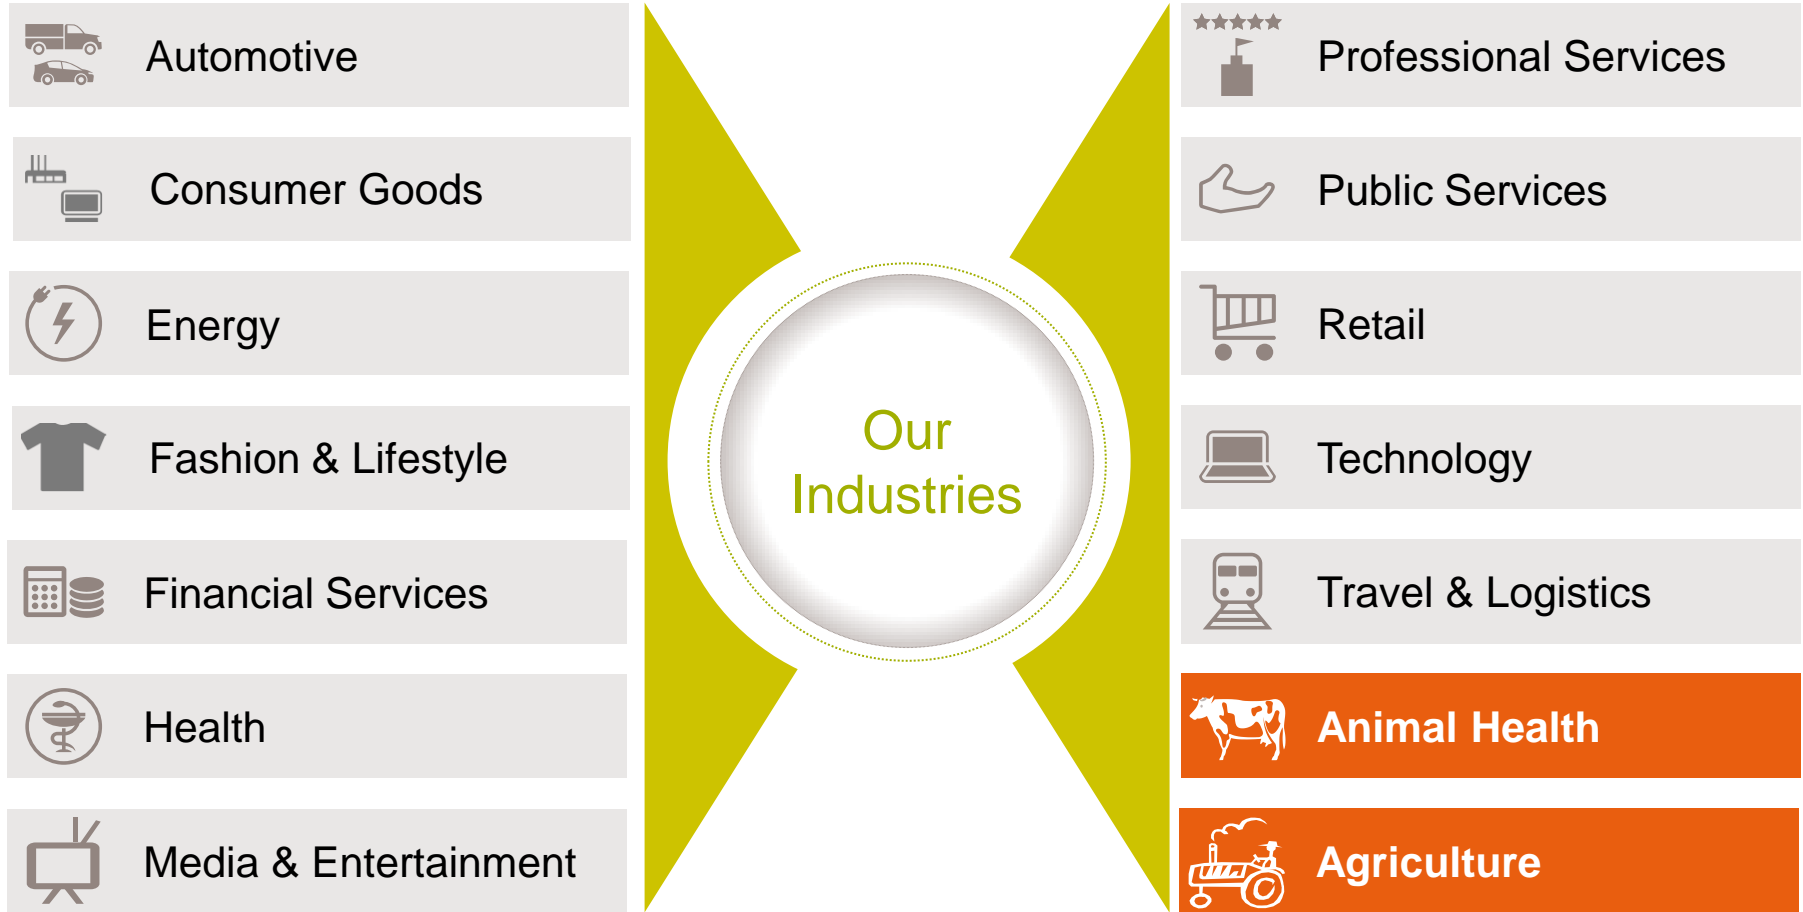 Automotive
Consumer Goods
Energy
Fashion & Lifestyle
Financial Services
Health
Media & Entertainment
Our
Industries
Professional Services
Public Services
Retail
Technology
Travel & Logistics
Animal Health
Agriculture